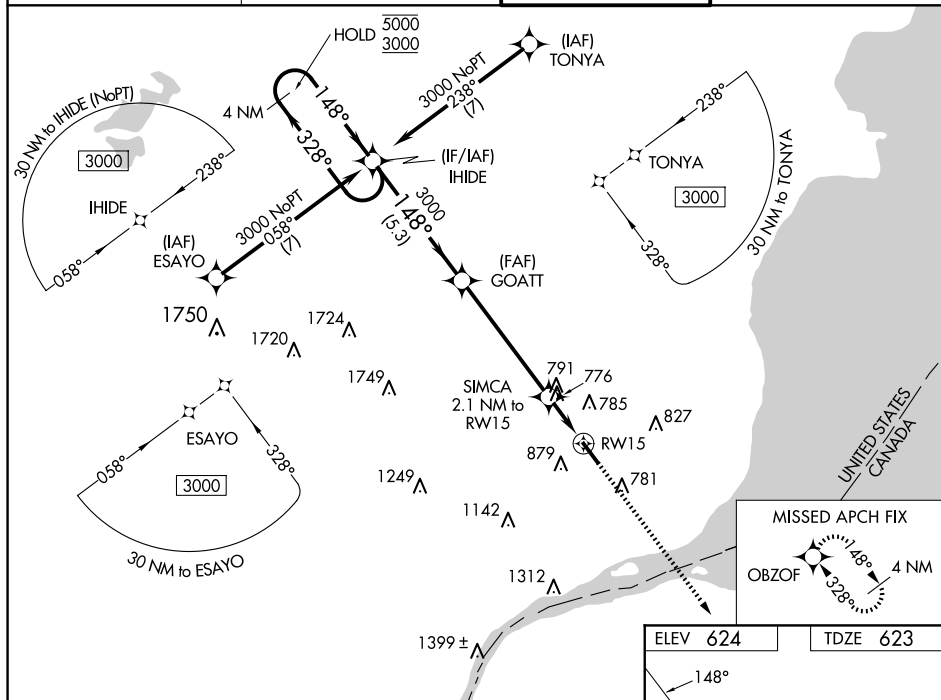 HOLD 5000
3000
(IAF)
TONYA
3000 NoPT
238°
(7)
30 NM to IHIDE (NoPT)
3000
238°
IHIDE
058°
4 NM
148°
328°
(IF/IAF)
IHIDE
238°
TONYA
3000
328°
30 NM to TONYA
3000 NoPT
058°
(7)
(IAF)
ESAYO
3000
148°
(5.3)
(FAF)
GOATT
1750
1720
1724
1749
SIMCA
2.1 NM to
RW15
791
776
785
827
RW15
879
781
ESAYO
058°
328°
3000
30 NM to ESAYO
1249
1142
1312
1399 ±
UNITED STATES
CANADA
MISSED APCH FIX
OBZOF
148°
328°
4 NM
ELEV 624
TDZE 623
148°